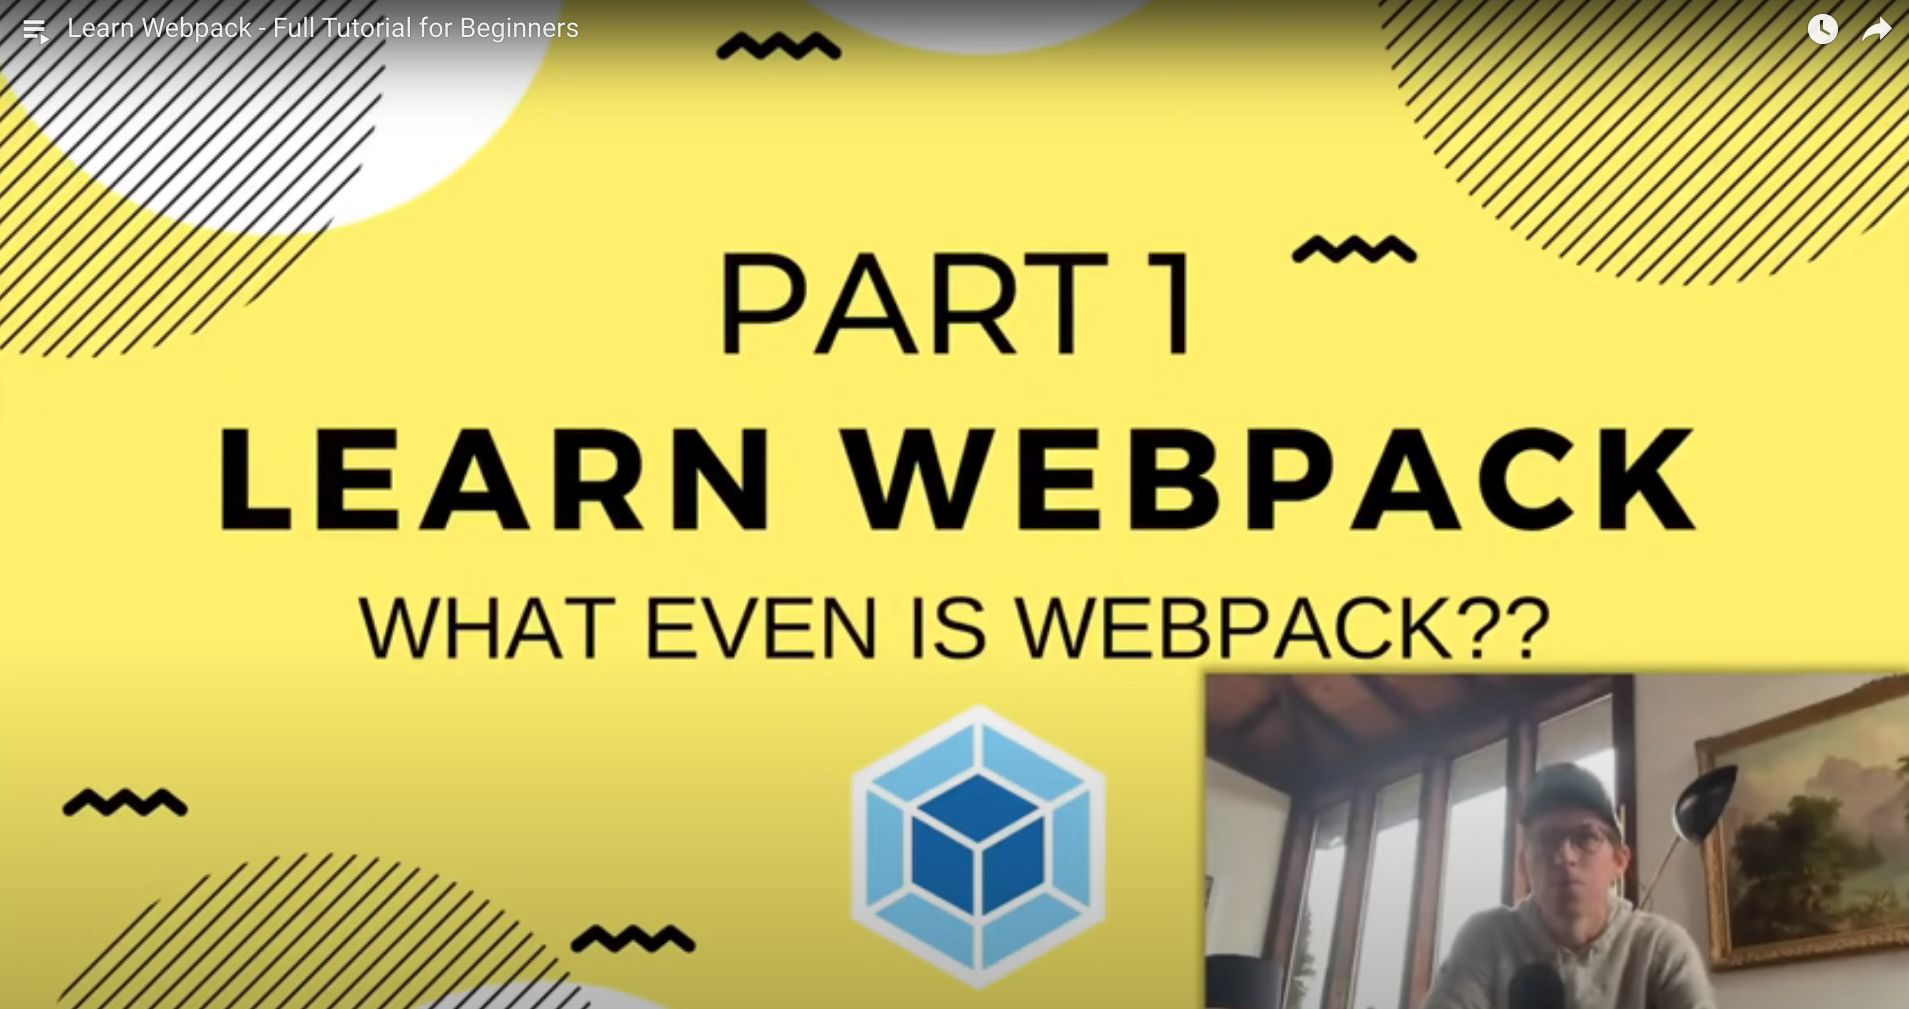 Learn Webpack - Full Tutorial for Beginners
PART 1
LEARN WEBPACK
WHAT EVEN IS WEBPACK??